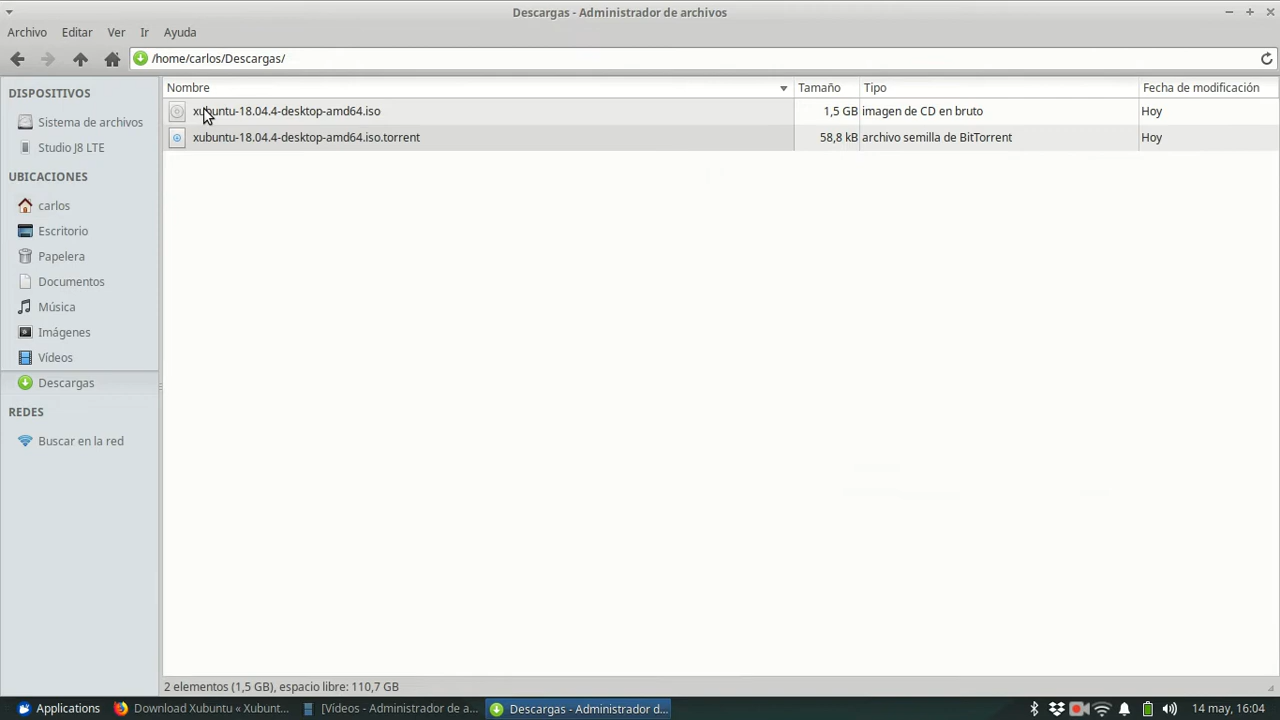 Descargas - Administrador de archivos
Archivo Editar Ver Ir Ayuda
/home/carlos/Descargas/
DISPOSITIVOS
Sistema de archivos
Studio J8 LTE
UBICACIONES
carlos
Escritorio
Papelera
Documentos
Música
Imágenes
Vídeos
Descargas
REDES
Buscar en la red
Nombre Tamaño Tipo Fecha de modificación
xubuntu-18.04.4-desktop-amd64.iso 1,5 GB imagen de CD en bruto Hoy
xubuntu-18.04.4-desktop-amd64.iso.torrent 58,8 kB archivo semilla de BitTorrent Hoy
2 elementos (1,5 GB), espacio libre: 110,7 GB
Applications Download Xubuntu « Xubunt... [Vídeos - Administrador de a... Descargas - Administrador d... 14 may, 16:04